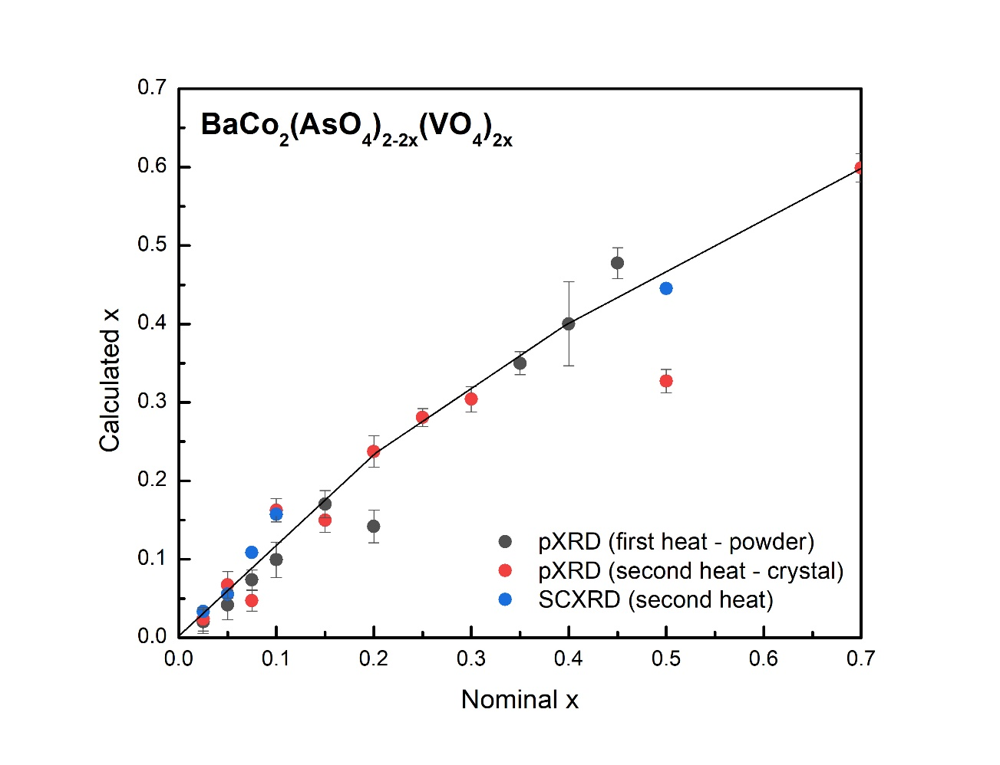 BaCo₂(AsO₄)₂₋₂ₓ(VO₄)₂ₓ
0.7
0.6
0.5
0.4
0.3
0.2
0.1
0.0
Calculated x
pXRD (first heat - powder)
pXRD (second heat - crystal)
SCXRD (second heat)
0.0 0.1 0.2 0.3 0.4 0.5 0.6 0.7
Nominal x